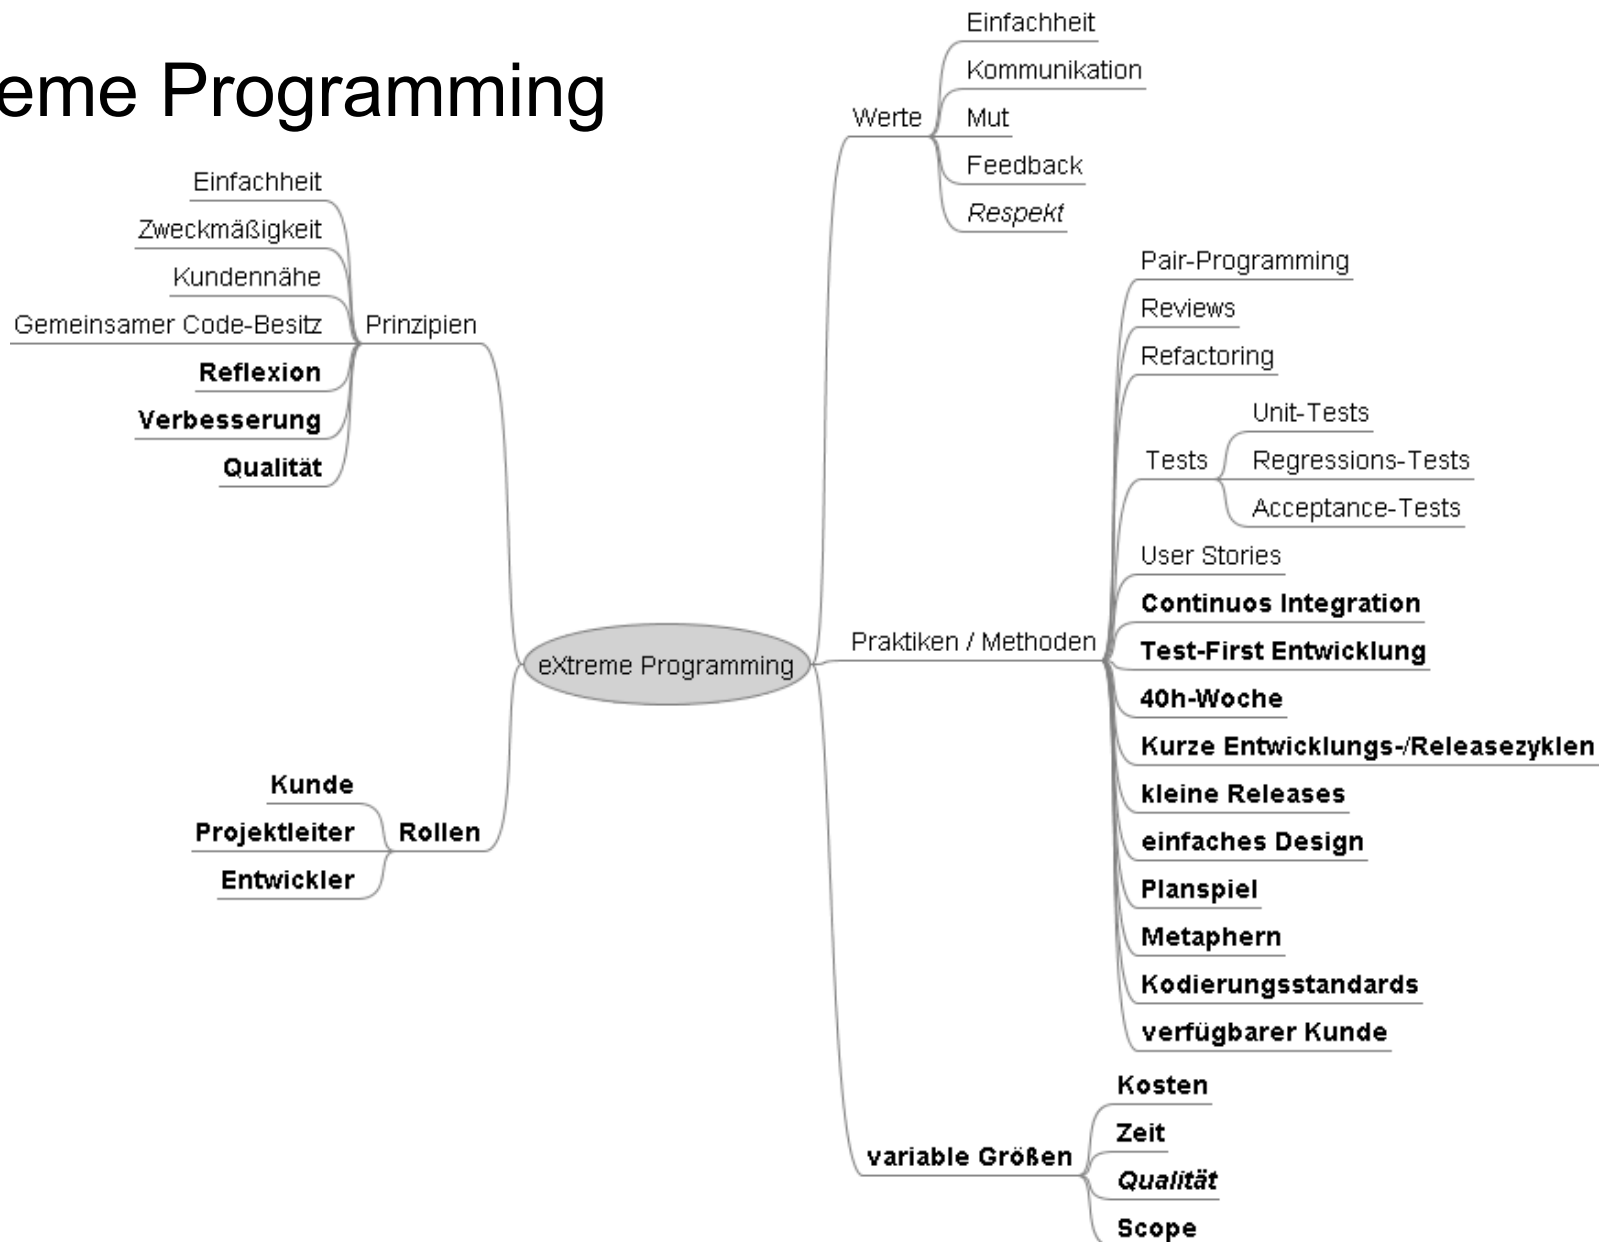 eme Programming
Einfachheit
Zweckmäßigkeit
Kundennähe
Gemeinsamer Code-Besitz
Reflexion
Verbesserung
Qualität
Prinzipien
Kunde
Projektleiter
Entwickler
Rollen
eXtreme Programming
Werte
Einfachheit
Kommunikation
Mut
Feedback
Respekt
Praktiken / Methoden
Pair-Programming
Reviews
Refactoring
Tests
Unit-Tests
Regressions-Tests
Acceptance-Tests
User Stories
Continuos Integration
Test-First Entwicklung
40h-Woche
Kurze Entwicklungs-/Releasezyklen
kleine Releases
einfaches Design
Planspiel
Metaphern
Kodierungsstandards
verfügbarer Kunde
variable Größen
Kosten
Zeit
Qualität
Scope